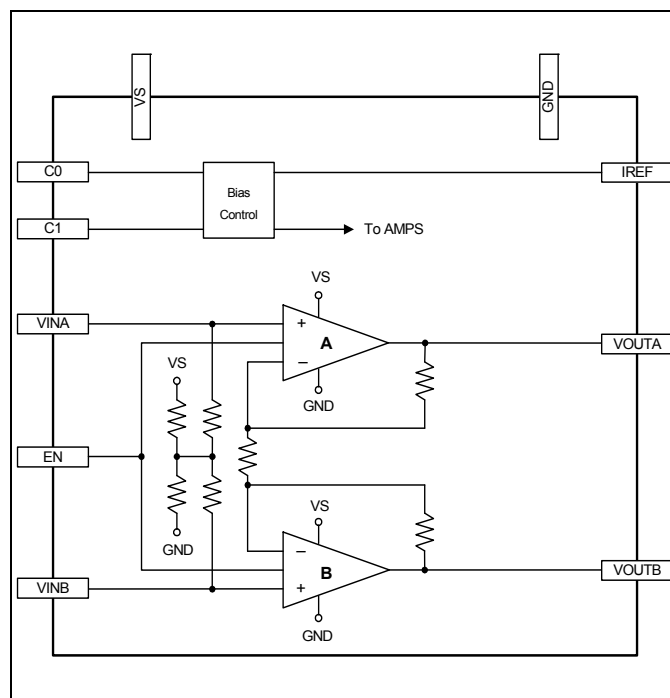 VS
GND
C0
IREF
Bias
Control
C1
To AMPS
VS
VINA
+
A
VOUTA
VS
−
GND
EN
VS
GND
−
B
VINB
+
VOUTB
GND